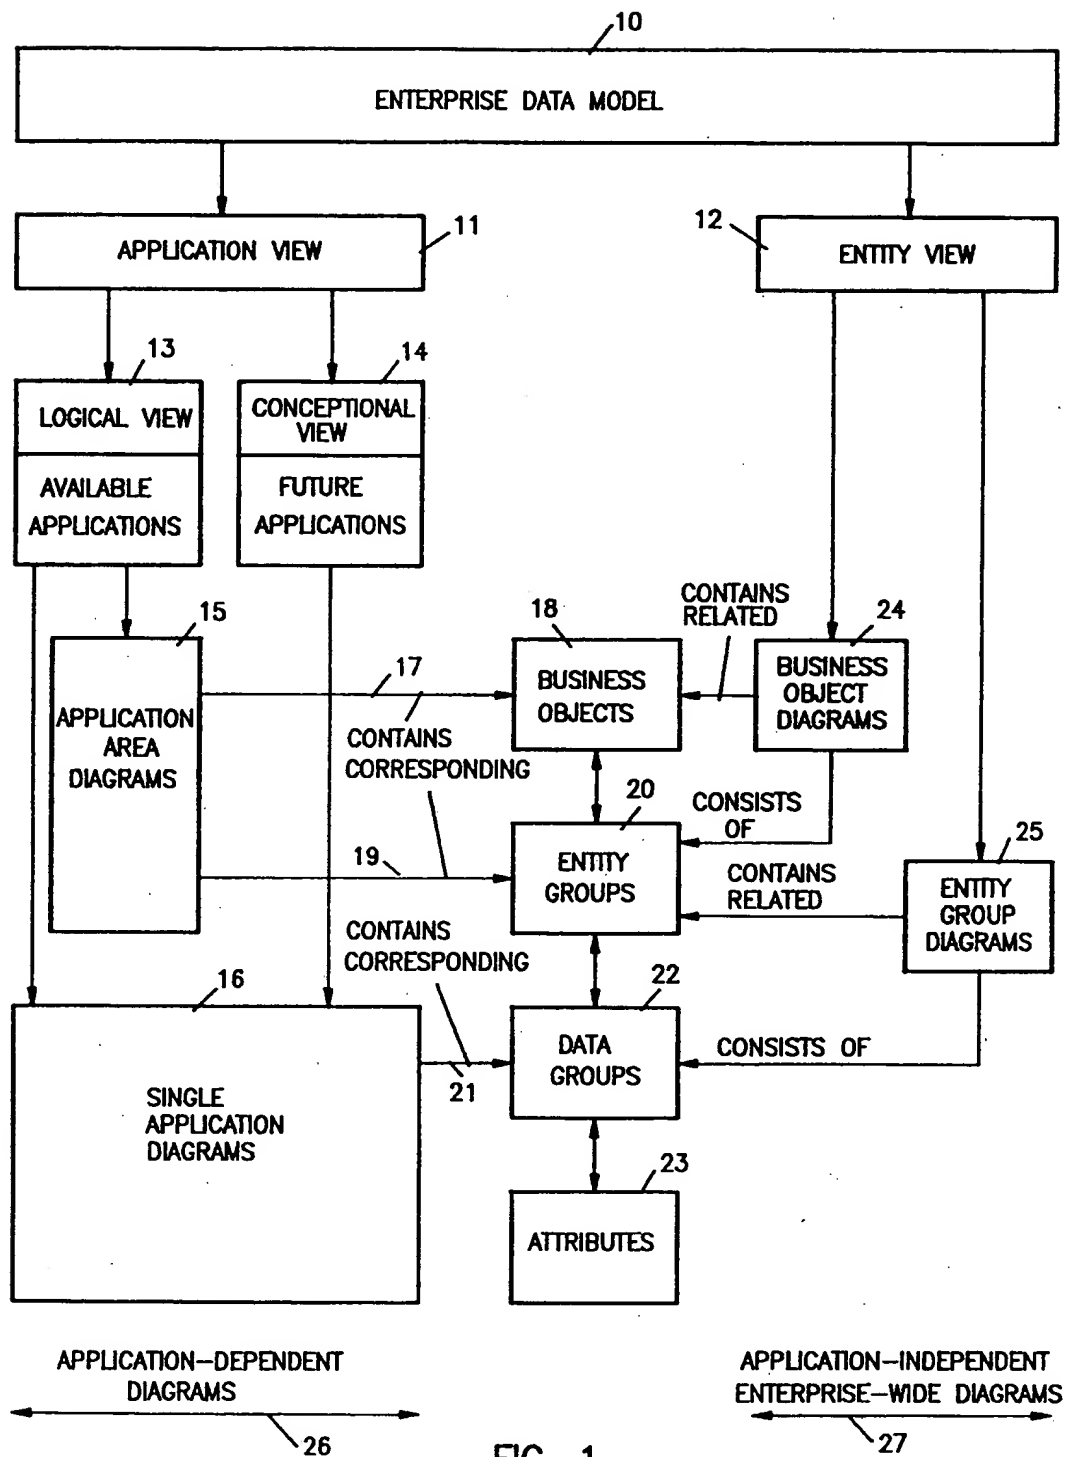 10
ENTERPRISE DATA MODEL
11
APPLICATION VIEW
12
ENTITY VIEW
13
LOGICAL VIEW
AVAILABLE
APPLICATIONS
14
CONCEPTIONAL
VIEW
FUTURE
APPLICATIONS
15
APPLICATION
AREA
DIAGRAMS
17
CONTAINS
CORRESPONDING
19
18
BUSINESS
OBJECTS
CONTAINS
RELATED
24
BUSINESS
OBJECT
DIAGRAMS
20
ENTITY
GROUPS
CONSISTS
OF
CONTAINS
RELATED
25
ENTITY
GROUP
DIAGRAMS
CONTAINS
CORRESPONDING
16
SINGLE
APPLICATION
DIAGRAMS
21
22
DATA
GROUPS
CONSISTS OF
23
ATTRIBUTES
APPLICATION-DEPENDENT
DIAGRAMS
26
APPLICATION-INDEPENDENT
ENTERPRISE-WIDE DIAGRAMS
27
FIG. 1